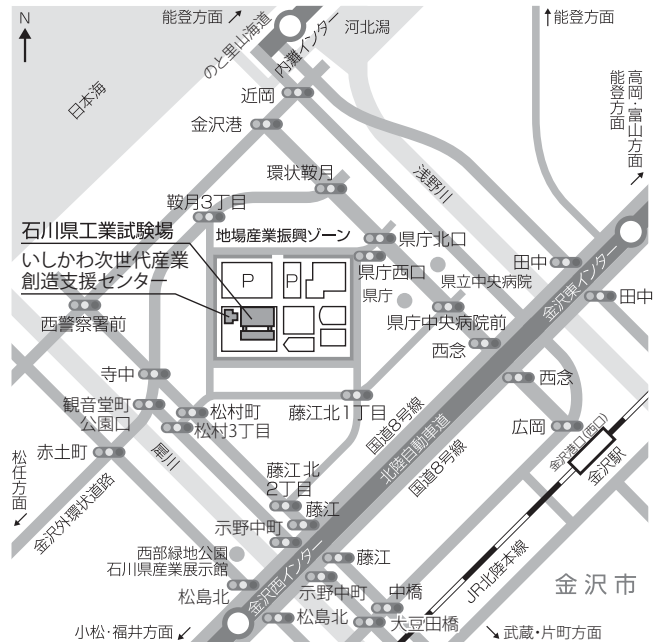 N
能登方面
のと里山海道
内灘インター
河北潟
能登方面
高岡・富山方面
能登方面
日本海
近岡
金沢港
浅野川
環状鞍月
鞍月3丁目
石川県工業試験場
地場産業振興ゾーン
県庁北口
いしかわ次世代産業
創造支援センター
P
P
県庁西口
県立中央病院
田中
金沢東インター
田中
県庁
西警察署前
県庁中央病院前
西念
西念
寺中
観音堂町
公園口
松村町
松村3丁目
藤江北1丁目
国道8号線
北陸自動車道
国道8号線
広岡
金沢港口(西口)
金沢駅
赤土町
犀川
松任方面
金沢外環状道路
藤江北
2丁目
藤江
示野中町
西部緑地公園
石川県産業展示館
金沢西インター
藤江
JR北陸本線
金沢市
松島北
示野中町
中橋
松島北
大豆田橋
小松・福井方面
武蔵・片町方面